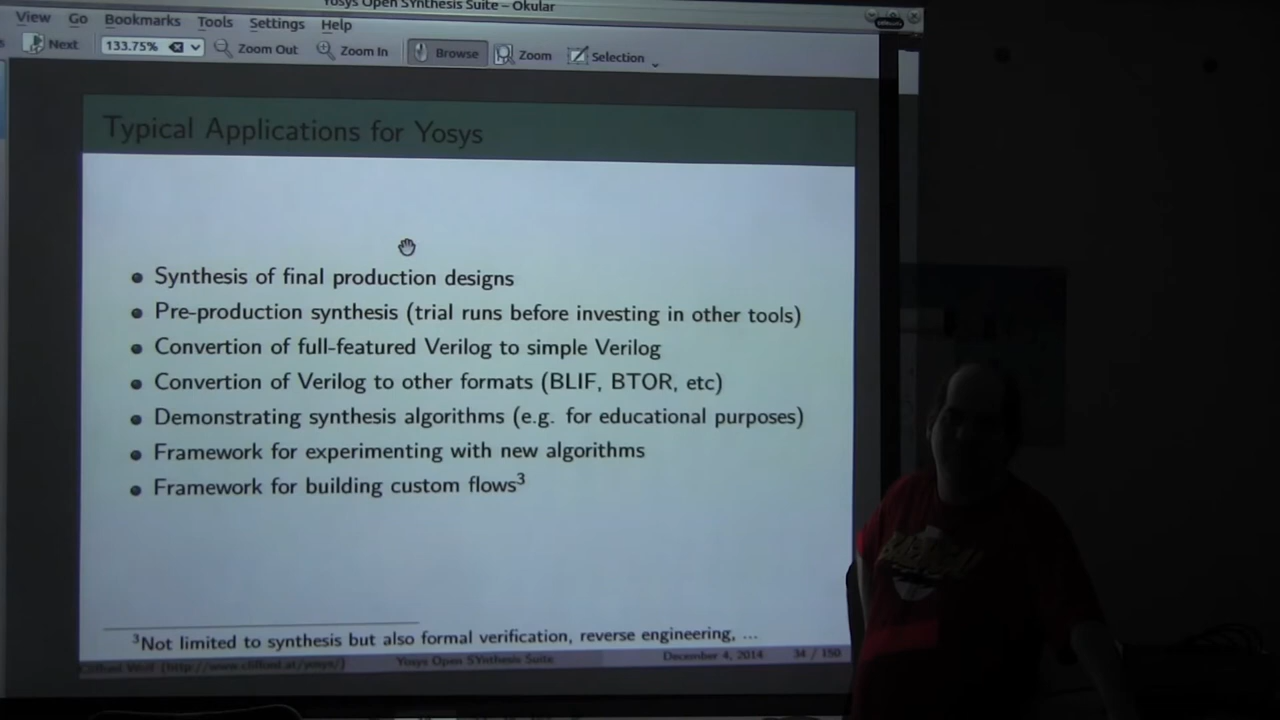 Yosys Open SYnthesis Suite – Okular
View Go Bookmarks Tools Settings Help
Next 133.75% Zoom Out Zoom In Browse Zoom Selection
Typical Applications for Yosys
Synthesis of final production designs
Pre-production synthesis (trial runs before investing in other tools)
Convertion of full-featured Verilog to simple Verilog
Convertion of Verilog to other formats (BLIF, BTOR, etc)
Demonstrating synthesis algorithms (e.g. for educational purposes)
Framework for experimenting with new algorithms
Framework for building custom flows³
³Not limited to synthesis but also formal verification, reverse engineering, ...
Clifford Wolf (http://www.clifford.at/yosys/) Yosys Open SYnthesis Suite December 4, 2014 34 / 150